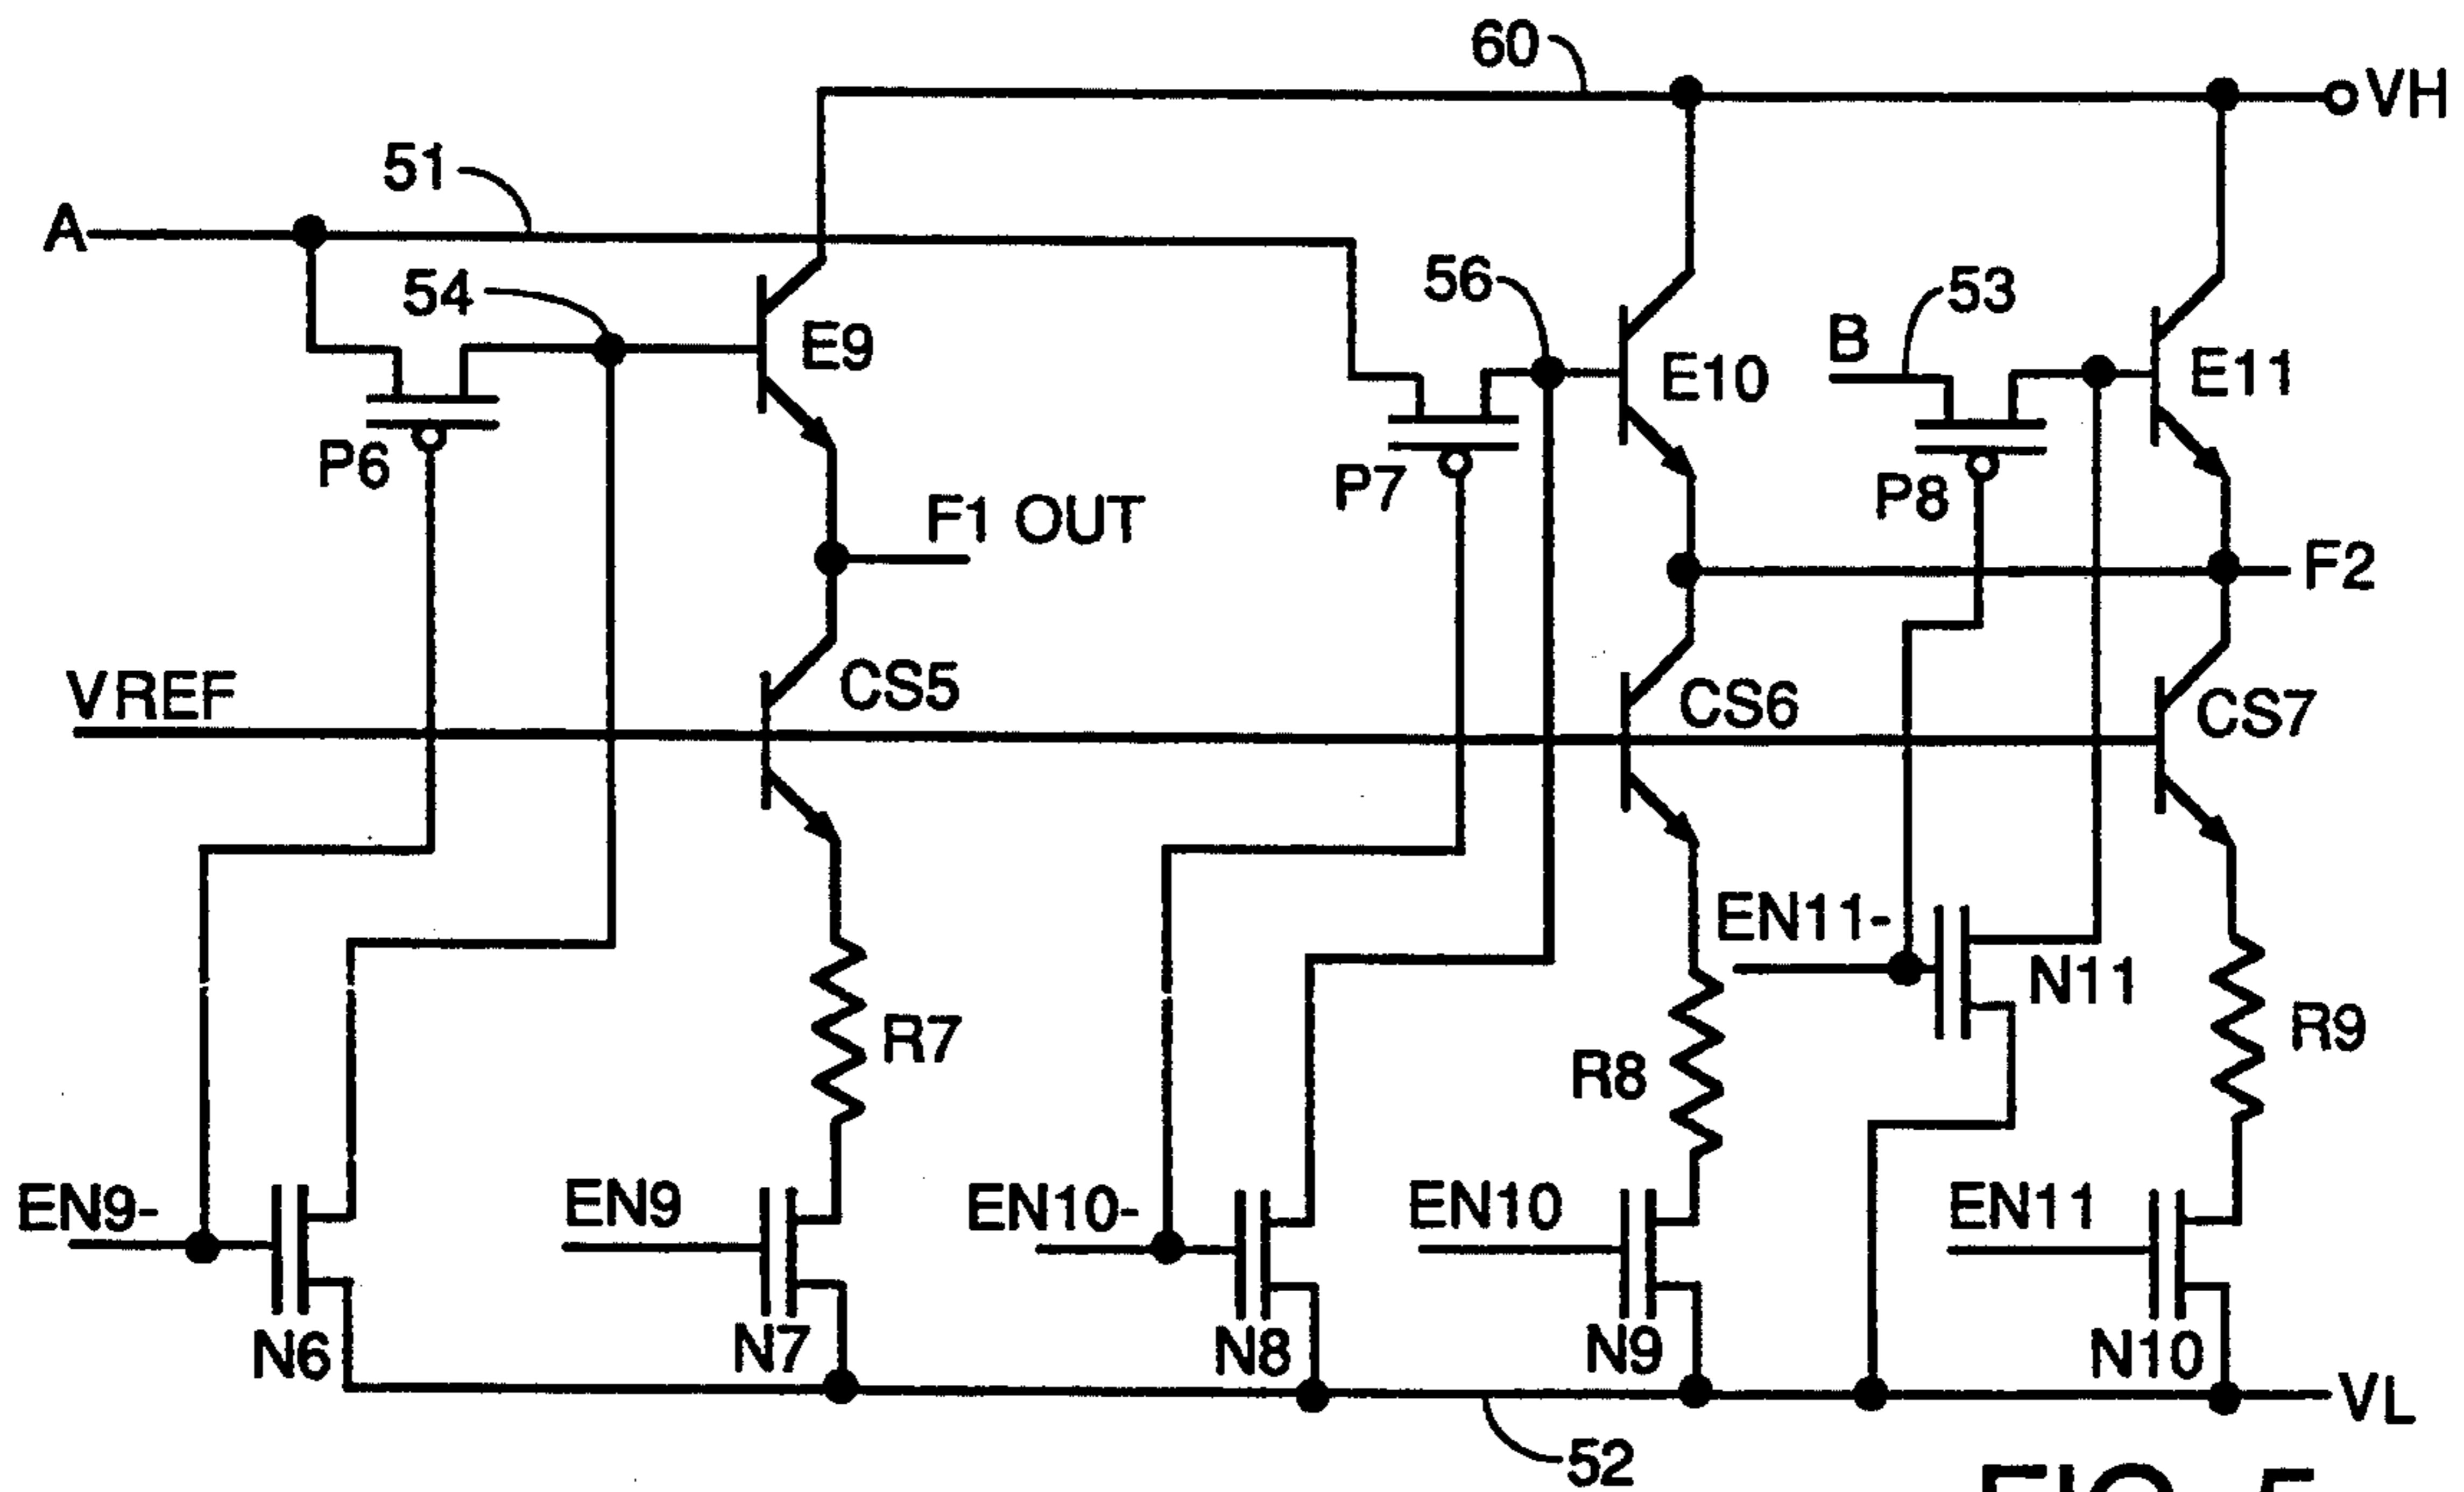 60
VH
51
A
54
56
53
B
E9
E10
E11
P6
P7
P8
F1 OUT
F2
VREF
CS5
CS6
CS7
EN11-
N11
R7
R8
R9
EN9-
EN9
EN10-
EN10
EN11
N6
N7
N8
N9
N10
VL
52